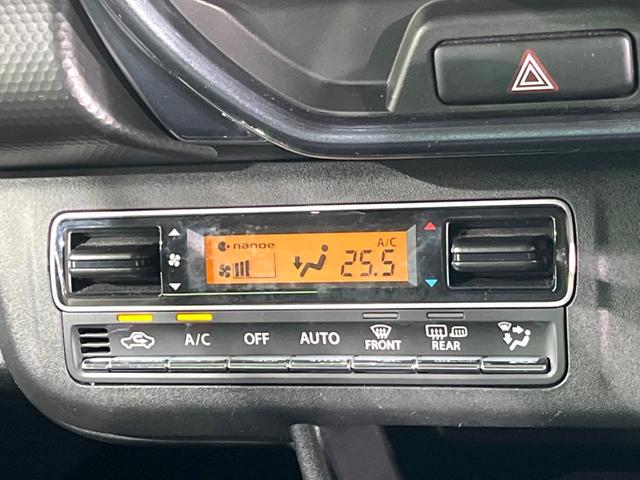 nanoe
A/C
25.5
A/C OFF AUTO FRONT REAR